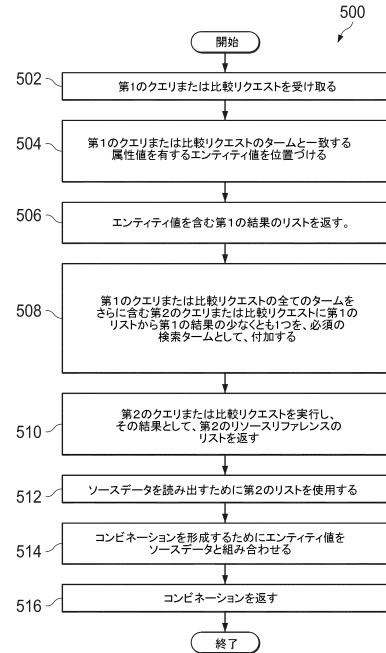 500
開始
502
第1のクエリまたは比較リクエストを受け取る
504
第1のクエリまたは比較リクエストのタームと一致する
属性値を有するエンティティ値を位置づける
506
エンティティ値を含む第1の結果のリストを返す。
508
第1のクエリまたは比較リクエストの全てのタームを
さらに含む第2のクエリまたは比較リクエストに第1の
リストから第1の結果の少なくとも1つを、必須の
検索タームとして、付加する
510
第2のクエリまたは比較リクエストを実行し、
その結果として、第2のリソースリファレンスの
リストを返す
512
ソースデータを読み出すために第2のリストを使用する
514
コンビネーションを形成するためにエンティティ値を
ソースデータと組み合わせる
516
コンビネーションを返す
終了